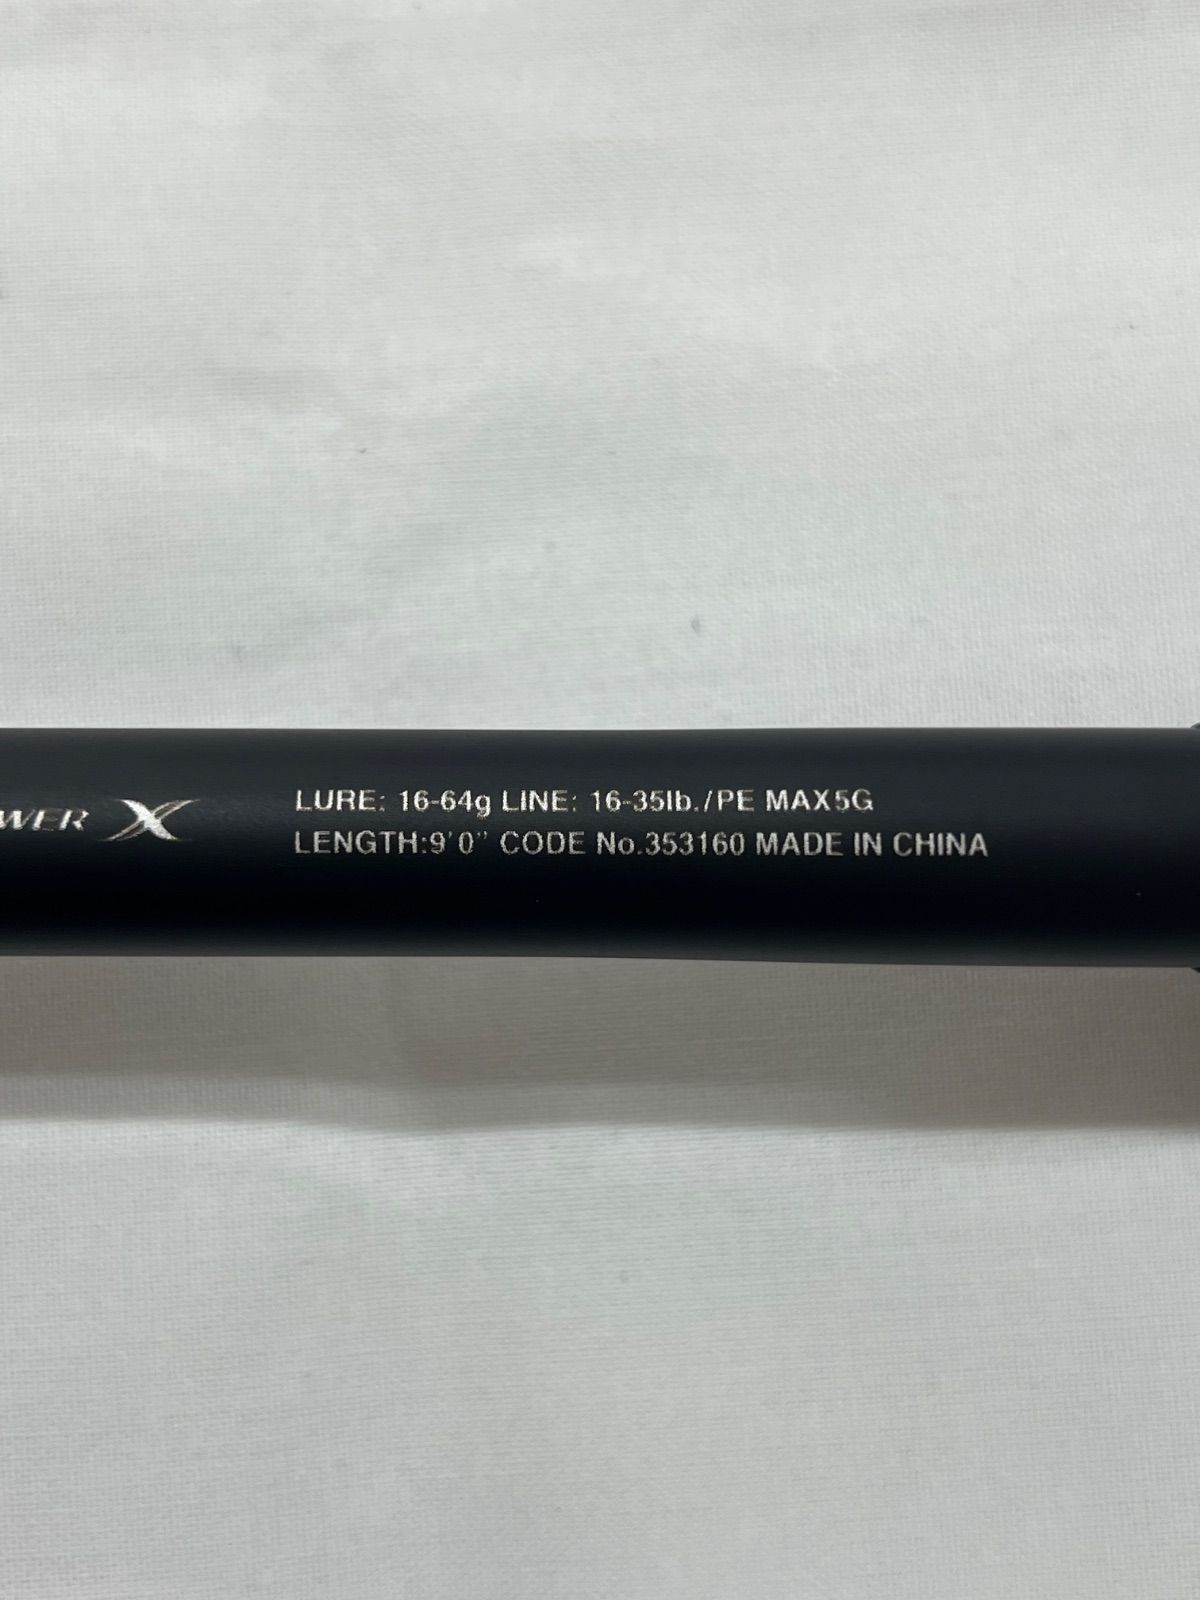 WER X
LURE: 16-64g LINE: 16-35lb./PE MAX5G
LENGTH:9'0" CODE No.353160 MADE IN CHINA